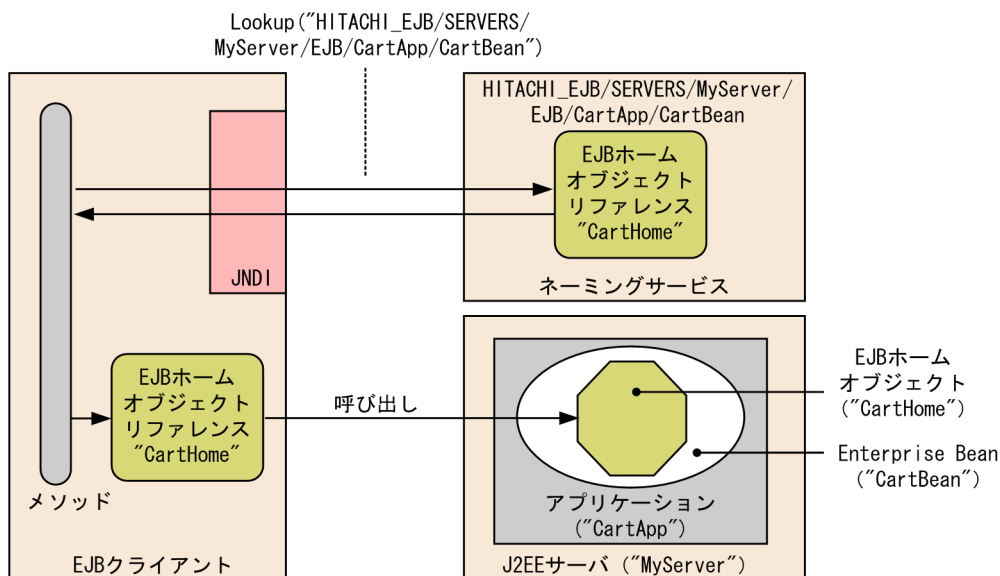 Lookup("HITACHI_EJB/SERVERS/
MyServer/EJB/CartApp/CartBean")
HITACHI_EJB/SERVERS/MyServer/
EJB/CartApp/CartBean
EJBホーム
オブジェクト
リファレンス
"CartHome"
JNDI
ネーミングサービス
EJBホーム
オブジェクト
リファレンス
"CartHome"
呼び出し
EJBホーム
オブジェクト
("CartHome")
Enterprise Bean
("CartBean")
メソッド
アプリケーション
("CartApp")
EJBクライアント
J2EEサーバ ("MyServer")